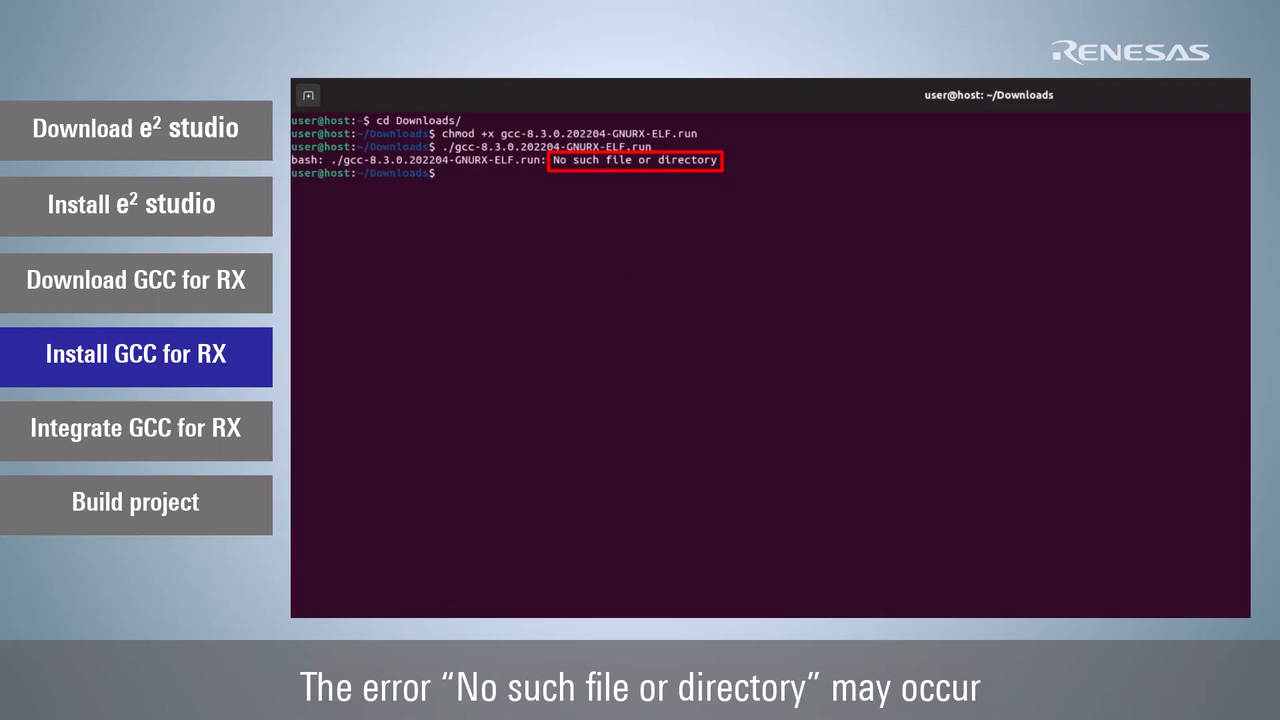 RENESAS
Download e² studio
Install e² studio
Download GCC for RX
Install GCC for RX
Integrate GCC for RX
Build project
user@host: ~/Downloads
user@host:~$ cd Downloads/
user@host:~/Downloads$ chmod +x gcc-8.3.0.202204-GNURX-ELF.run
user@host:~/Downloads$ ./gcc-8.3.0.202204-GNURX-ELF.run
bash: ./gcc-8.3.0.202204-GNURX-ELF.run: No such file or directory
user@host:~/Downloads$
The error “No such file or directory” may occur